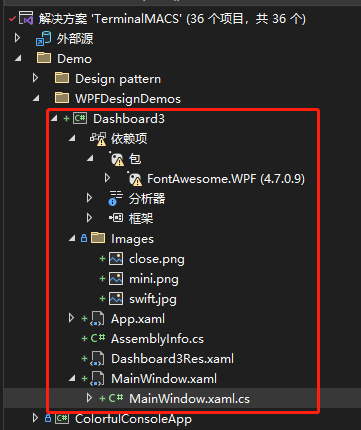 解决方案 'TerminalMACS' (36 个项目，共 36 个)
外部源
Demo
Design pattern
WPFDesignDemos
Dashboard3
依赖项
包
FontAwesome.WPF (4.7.0.9)
分析器
框架
Images
close.png
mini.png
swift.jpg
App.xaml
C# AssemblyInfo.cs
Dashboard3Res.xaml
MainWindow.xaml
C# MainWindow.xaml.cs
ColorfulConsoleApp